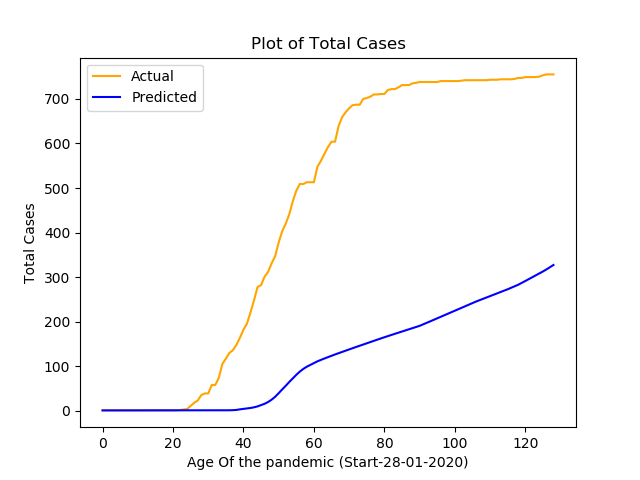 Plot of Total Cases
Actual
Predicted
700
600
500
400
300
200
100
0
Total Cases
0 20 40 60 80 100 120
Age Of the pandemic (Start-28-01-2020)